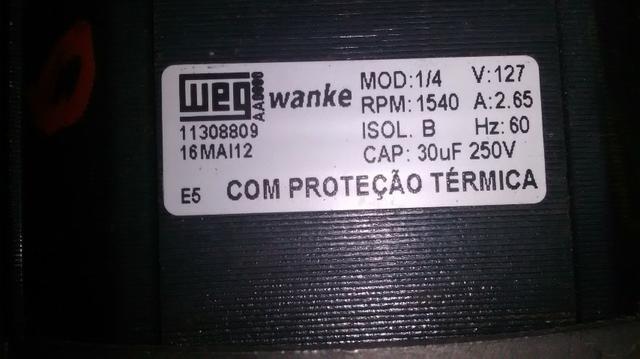 WEG wanke MOD:1/4 V:127
RPM:1540 A:2.65
11308809 ISOL. B Hz:60
16MAI12 CAP: 30uF 250V
E5 COM PROTEÇÃO TÉRMICA